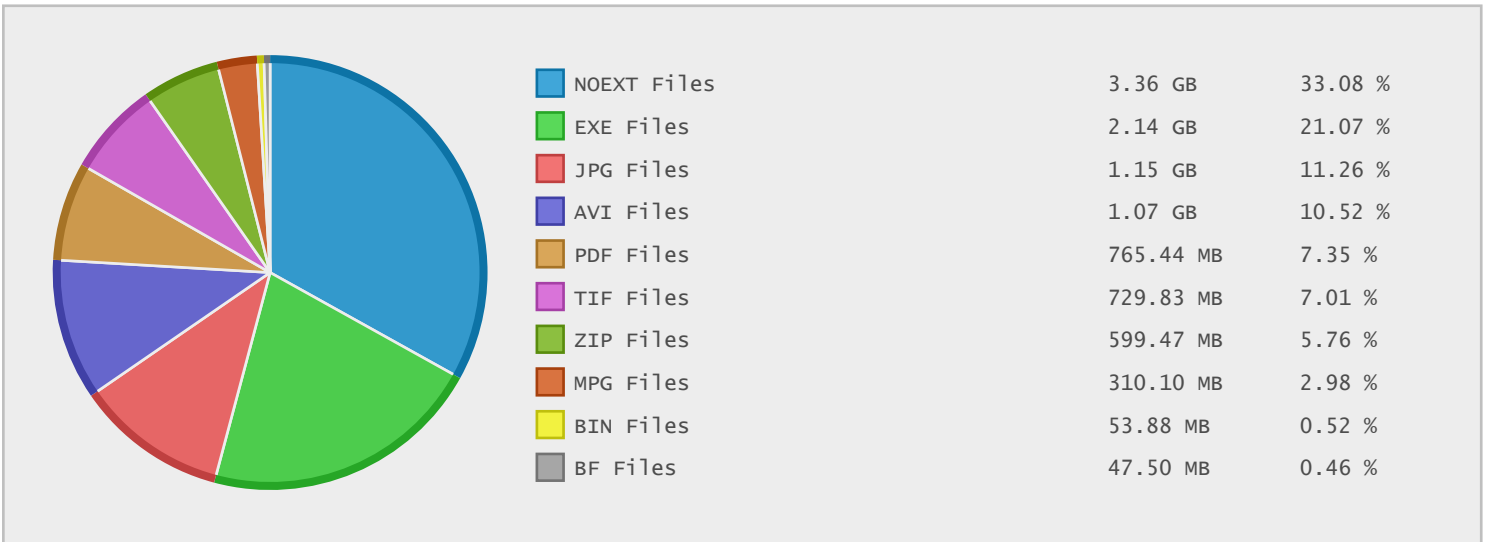 NOEXT Files 3.36 GB 33.08 %
EXE Files 2.14 GB 21.07 %
JPG Files 1.15 GB 11.26 %
AVI Files 1.07 GB 10.52 %
PDF Files 765.44 MB 7.35 %
TIF Files 729.83 MB 7.01 %
ZIP Files 599.47 MB 5.76 %
MPG Files 310.10 MB 2.98 %
BIN Files 53.88 MB 0.52 %
BF Files 47.50 MB 0.46 %